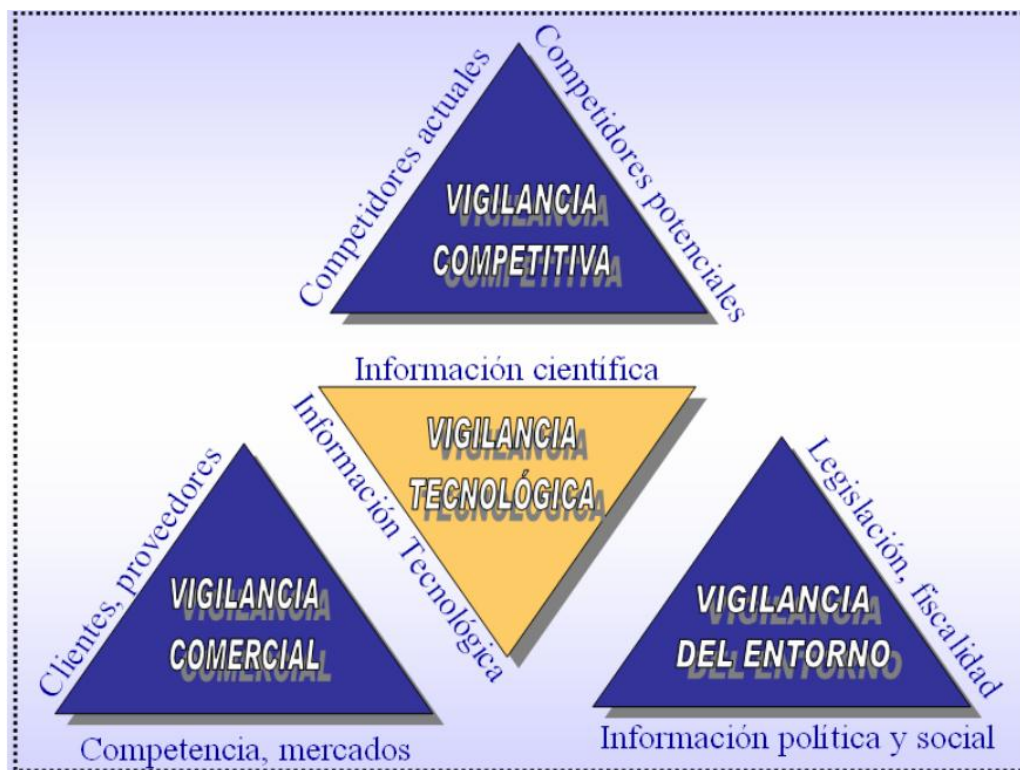 Competidores actuales
Competidores potenciales
VIGILANCIA
COMPETITIVA
Información científica
Información Tecnológica
VIGILANCIA
TECNOLÓGICA
Clientes, proveedores
VIGILANCIA
COMERCIAL
Competencia, mercados
Legislación, fiscalidad
VIGILANCIA
DEL ENTORNO
Información política y social